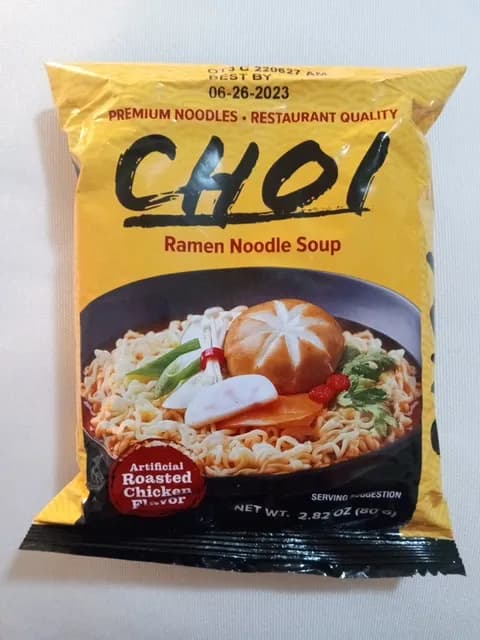 BEST BY
06-26-2023
PREMIUM NOODLES • RESTAURANT QUALITY
CHOI
Ramen Noodle Soup
Artificial
Roasted
Chicken
Flavor
SERVING SUGGESTION
NET WT. 2.82 OZ (80 G)